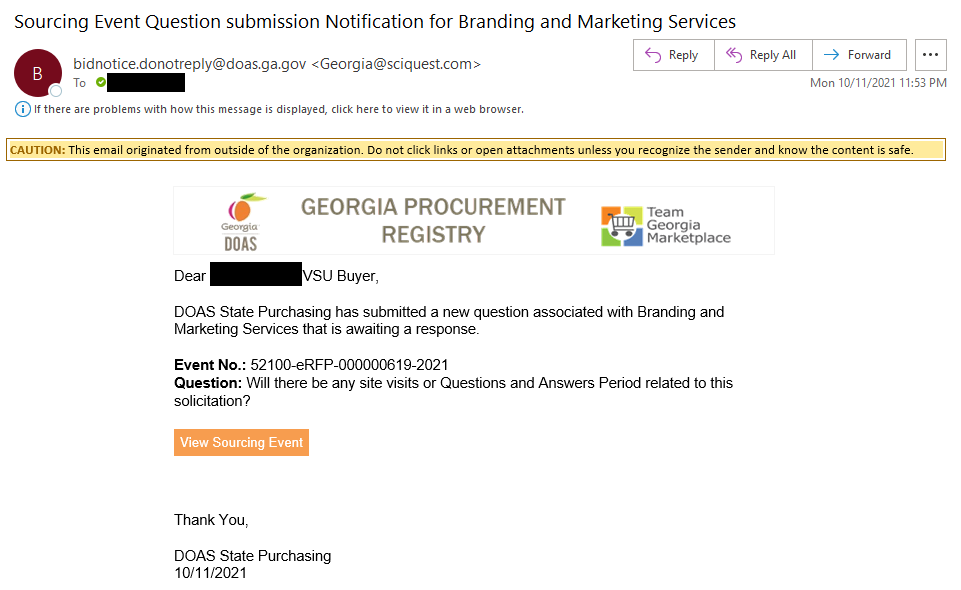 Sourcing Event Question submission Notification for Branding and Marketing Services
B
bidnotice.donotreply@doas.ga.gov <Georgia@sciquest.com>
To
Reply
Reply All
Forward
Mon 10/11/2021 11:53 PM
If there are problems with how this message is displayed, click here to view it in a web browser.
CAUTION: This email originated from outside of the organization. Do not click links or open attachments unless you recognize the sender and know the content is safe.
Georgia
DOAS
GEORGIA PROCUREMENT
REGISTRY
Team
Georgia
Marketplace
Dear VSU Buyer,
DOAS State Purchasing has submitted a new question associated with Branding and
Marketing Services that is awaiting a response.
Event No.: 52100-eRFP-000000619-2021
Question: Will there be any site visits or Questions and Answers Period related to this
solicitation?
View Sourcing Event
Thank You,
DOAS State Purchasing
10/11/2021